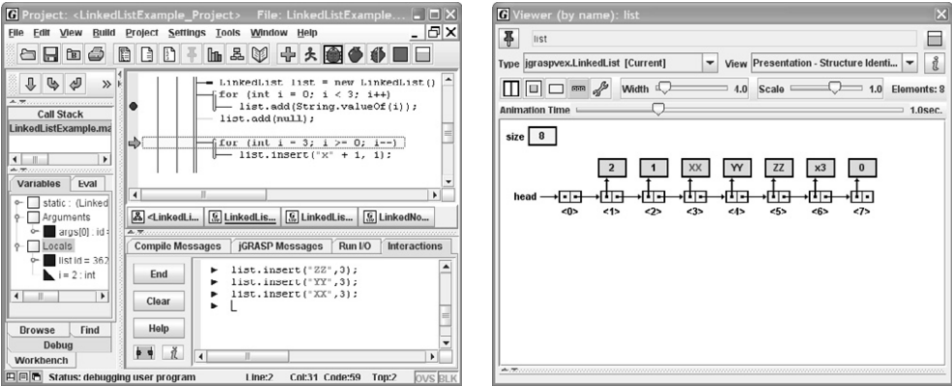 Project: <LinkedListExample_Project> File: LinkedListExample...
File Edit View Build Project Settings Tools Window Help
Call Stack
LinkedListExample.ma
Variables Eval
static : (Linked
Arguments
args[0] . id=
Locals
list id = 362
i = 2 : int
Browse Find
Debug
Workbench
LinkedList list = new LinkedList()
for (int i = 0; i < 3; i++)
list.add(String.valueOf(i));
list.add(null);
for (int i = 3; i >= 0; i--)
list.insert("x" + i, i);
<LinkedLi... LinkedLis... LinkedLis... LinkedNo...
Compile Messages jGRASP Messages Run I/O Interactions
End
Clear
Help
list.insert("ZZ",3);
list.insert("YY",3);
list.insert("XX",3);
Status: debugging user program Line:2 Col:31 Code:59 Top:2 OVS BLK
Viewer (by name): list
list
Type jgraspvex.LinkedList [Current] View Presentation - Structure Identi...
Width 4.0 Scale 1.0 Elements: 8
Animation Time 1.0sec.
size 8
2 1 XX YY ZZ x3 0
head
<0> <1> <2> <3> <4> <5> <6> <7>